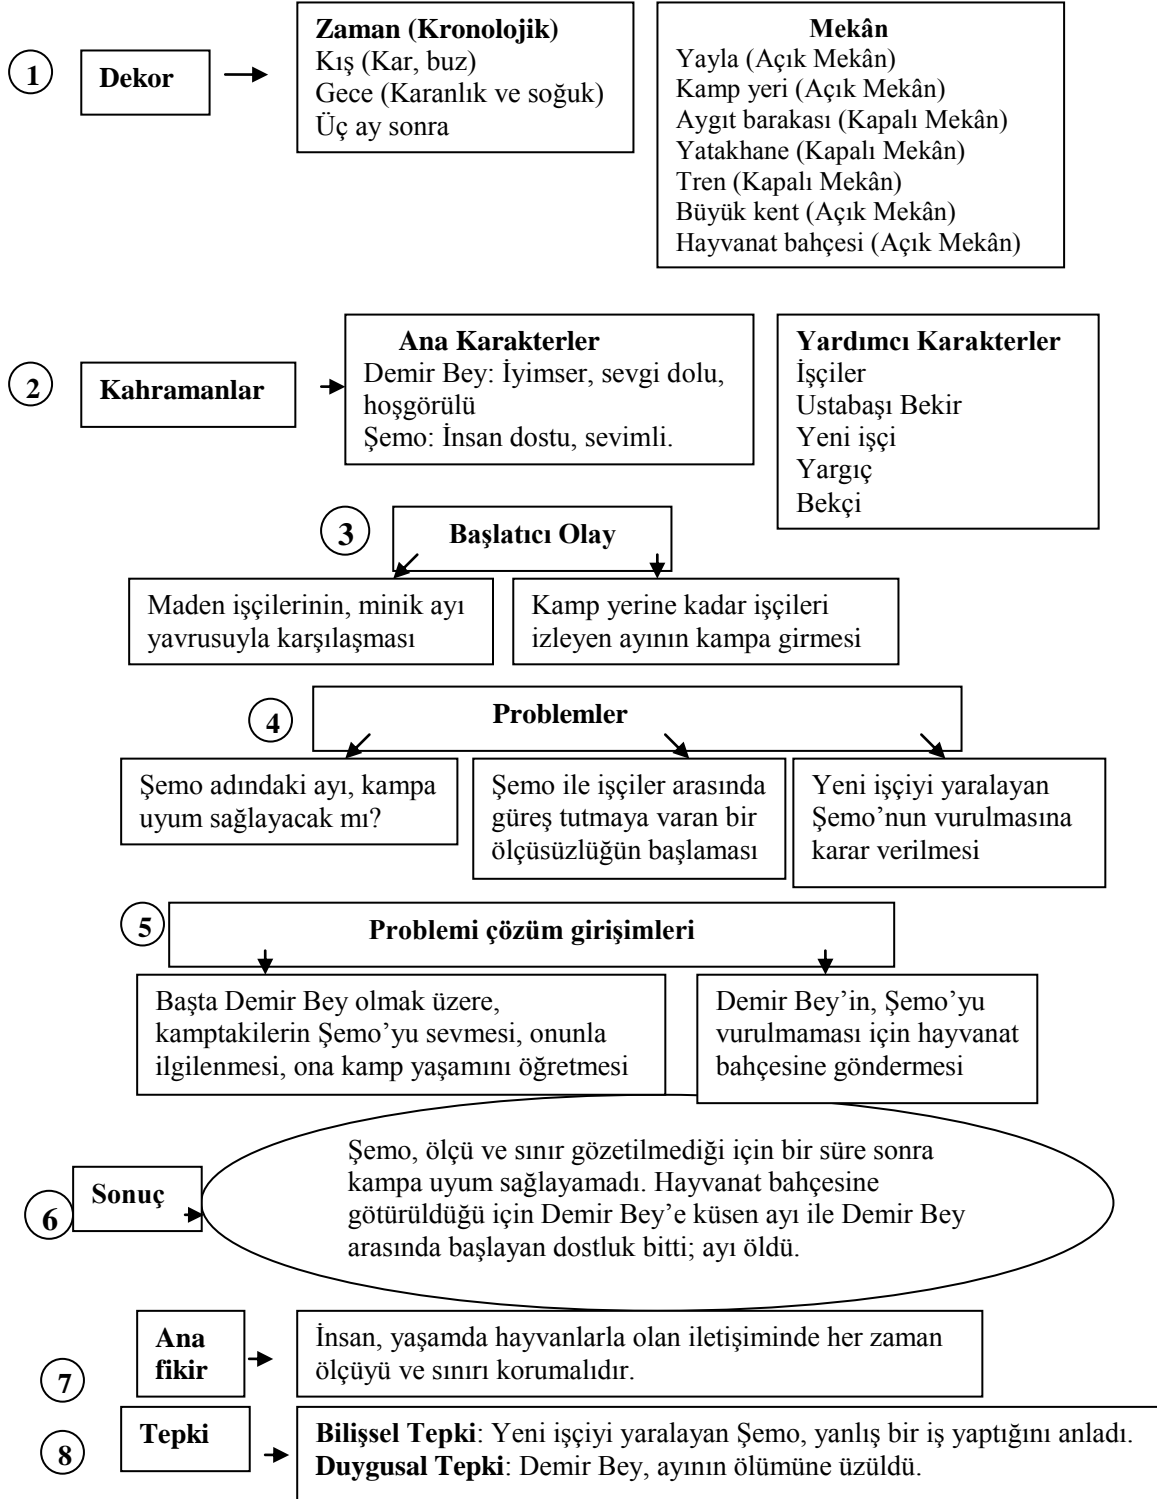 1
Dekor
Zaman (Kronolojik)
Kış (Kar, buz)
Gece (Karanlık ve soğuk)
Üç ay sonra
Mekân
Yayla (Açık Mekân)
Kamp yeri (Açık Mekân)
Aygıt barakası (Kapalı Mekân)
Yatakhane (Kapalı Mekân)
Tren (Kapalı Mekân)
Büyük kent (Açık Mekân)
Hayvanat bahçesi (Açık Mekân)
2
Kahramanlar
Ana Karakterler
Demir Bey: İyimser, sevgi dolu,
hoşgörülü
Şemo: İnsan dostu, sevimli.
Yardımcı Karakterler
İşçiler
Ustabaşı Bekir
Yeni işçi
Yargıç
Bekçi
3
Başlatıcı Olay
Maden işçilerinin, minik ayı
yavrusuyla karşılaşması
Kamp yerine kadar işçileri
izleyen ayının kampa girmesi
4
Problemler
Şemo adındaki ayı, kampa
uyum sağlayacak mı?
Şemo ile işçiler arasında
güreş tutmaya varan bir
ölçüsüzlüğün başlaması
Yeni işçiyi yaralayan
Şemo’nun vurulmasına
karar verilmesi
5
Problemi çözüm girişimleri
Başta Demir Bey olmak üzere,
kamptakilerin Şemo’yu sevmesi, onunla
ilgilenmesi, ona kamp yaşamını öğretmesi
Demir Bey’in, Şemo’yu
vurulmaması için hayvanat
bahçesine göndermesi
6
Sonuç
Şemo, ölçü ve sınır gözetilmediği için bir süre sonra
kampa uyum sağlayamadı. Hayvanat bahçesine
götürüldüğü için Demir Bey’e küsen ayı ile Demir Bey
arasında başlayan dostluk bitti; ayı öldü.
7
Ana
fikir
İnsan, yaşamda hayvanlarla olan iletişiminde her zaman
ölçüyü ve sınırı korumalıdır.
8
Tepki
Bilişsel Tepki: Yeni işçiyi yaralayan Şemo, yanlış bir iş yaptığını anladı.
Duygusal Tepki: Demir Bey, ayının ölümüne üzüldü.